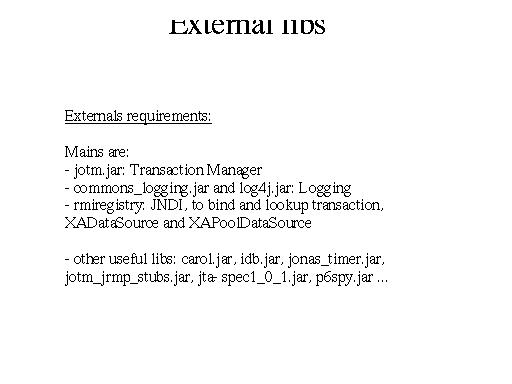 External libs
Externals requirements:
Mains are:
- jotm.jar: Transaction Manager
- commons_logging.jar and log4j.jar: Logging
- rmiregistry: JNDI, to bind and lookup transaction,
XADataSource and XAPoolDataSource
- other useful libs: carol.jar, idb.jar, jonas_timer.jar,
jotm_jrmp_stubs.jar, jta- spec1_0_1.jar, p6spy.jar ...